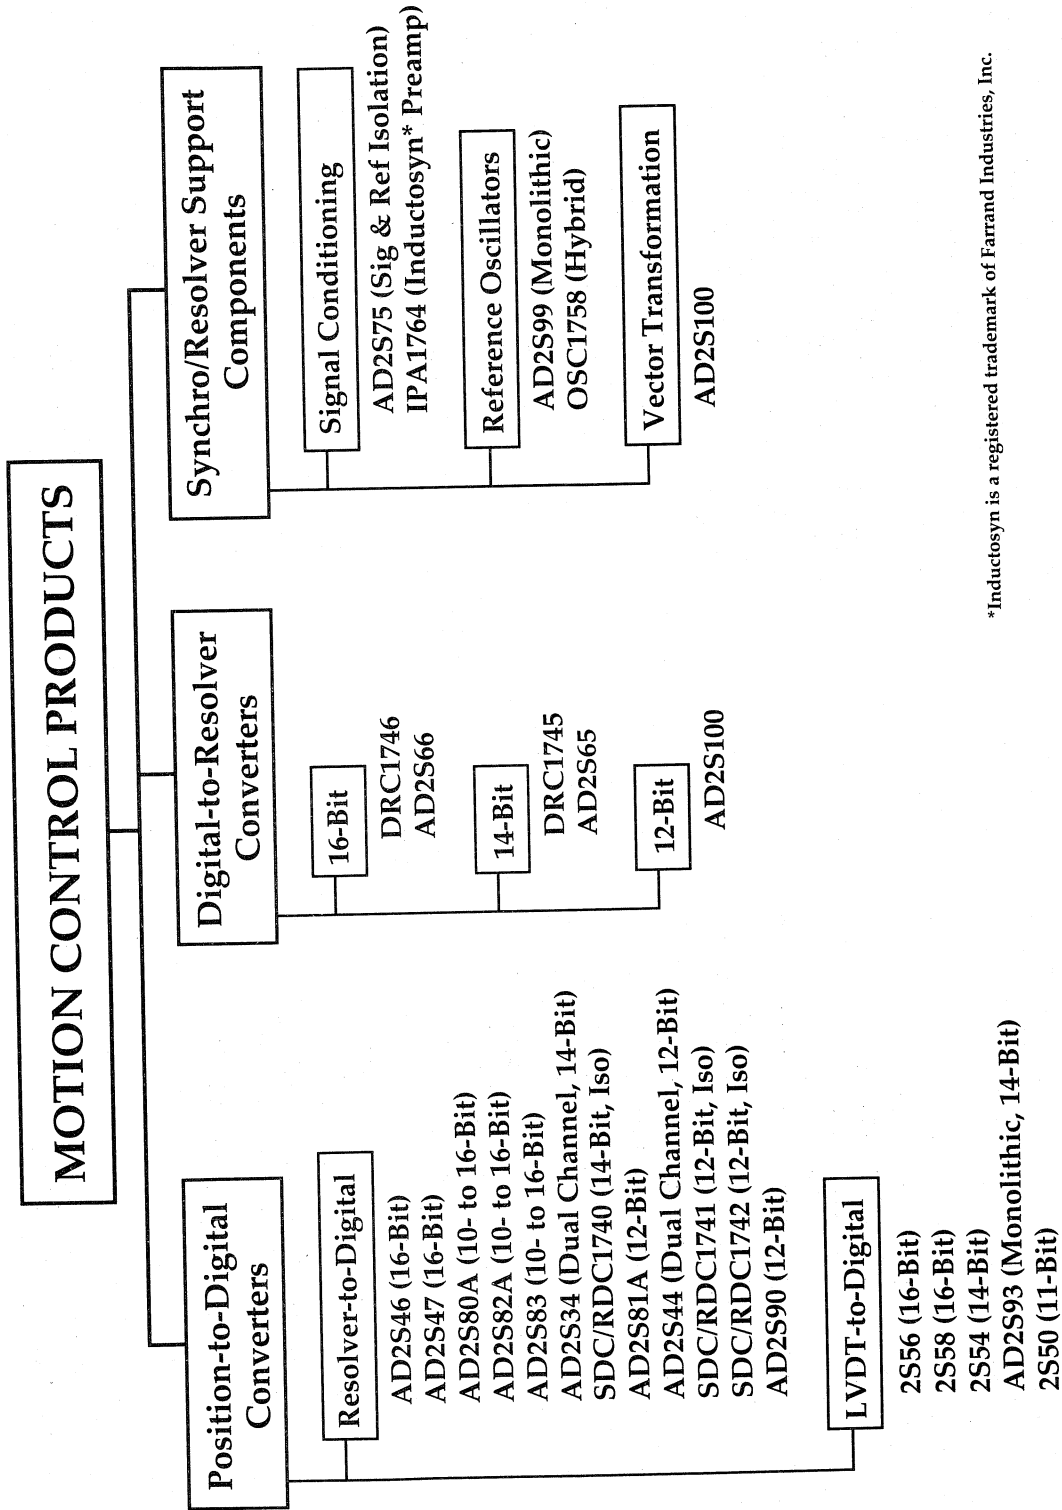 MOTION CONTROL PRODUCTS
Position-to-Digital
Converters
Resolver-to-Digital
AD2S46 (16-Bit)
AD2S47 (16-Bit)
AD2S80A (10- to 16-Bit)
AD2S82A (10- to 16-Bit)
AD2S83 (10- to 16-Bit)
AD2S34 (Dual Channel, 14-Bit)
SDC/RDC1740 (14-Bit, Iso)
AD2S81A (12-Bit)
AD2S44 (Dual Channel, 12-Bit)
SDC/RDC1741 (12-Bit, Iso)
SDC/RDC1742 (12-Bit, Iso)
AD2S90 (12-Bit)
LVDT-to-Digital
2S56 (16-Bit)
2S58 (16-Bit)
2S54 (14-Bit)
AD2S93 (Monolithic, 14-Bit)
2S50 (11-Bit)
Digital-to-Resolver
Converters
16-Bit
DRC1746
AD2S66
14-Bit
DRC1745
AD2S65
12-Bit
AD2S100
Synchro/Resolver Support
Components
Signal Conditioning
AD2S75 (Sig & Ref Isolation)
IPA1764 (Inductosyn* Preamp)
Reference Oscillators
AD2S99 (Monolithic)
OSC1758 (Hybrid)
Vector Transformation
AD2S100
*Inductosyn is a registered trademark of Farrand Industries, Inc.